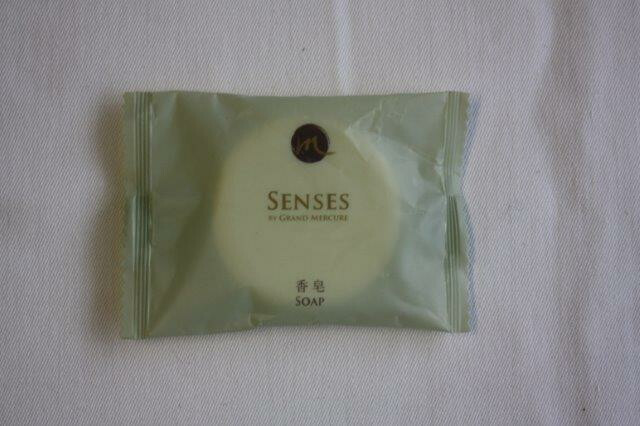 m
SENSES
BY GRAND MERCURE
香皂
SOAP